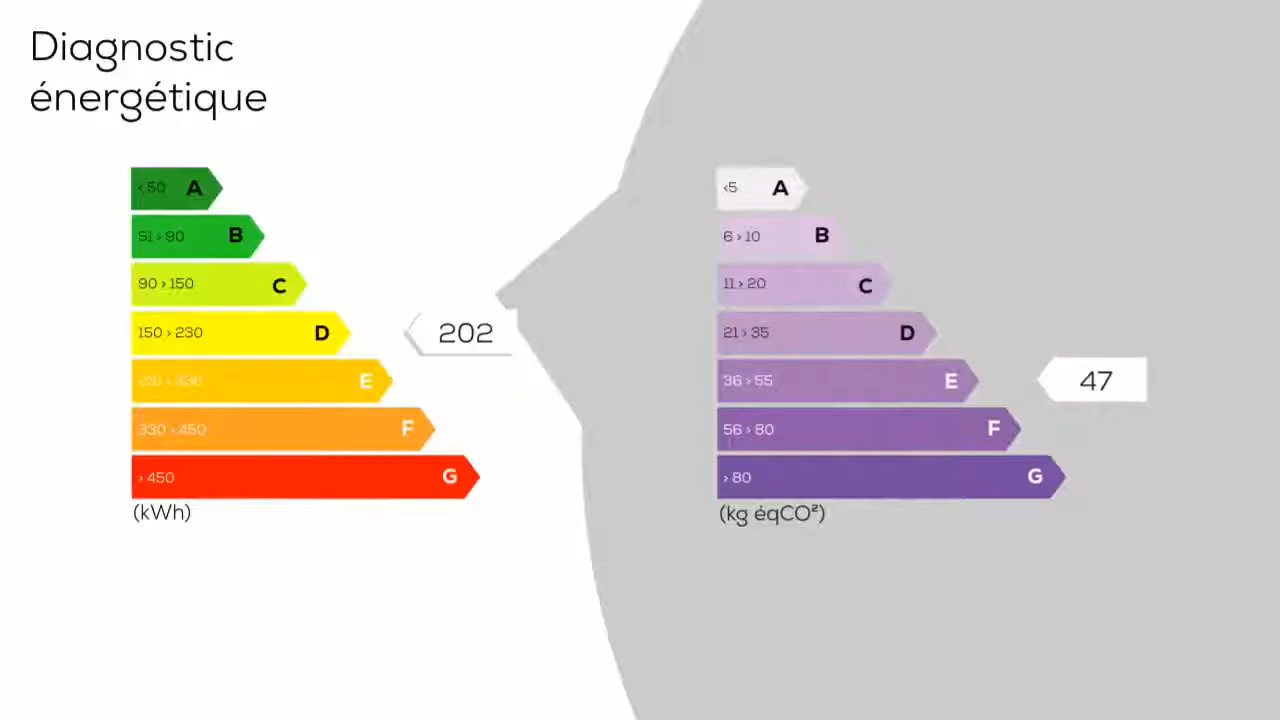 Diagnostic
énergétique
< 50 A
51 > 90 B
90 > 150 C
150 > 230 D
202
E
330 > 450 F
> 450 G
(kWh)
<5 A
6 > 10 B
11 > 20 C
21 > 35 D
36 > 55 E
47
56 > 80 F
> 80 G
(kg éqCO²)